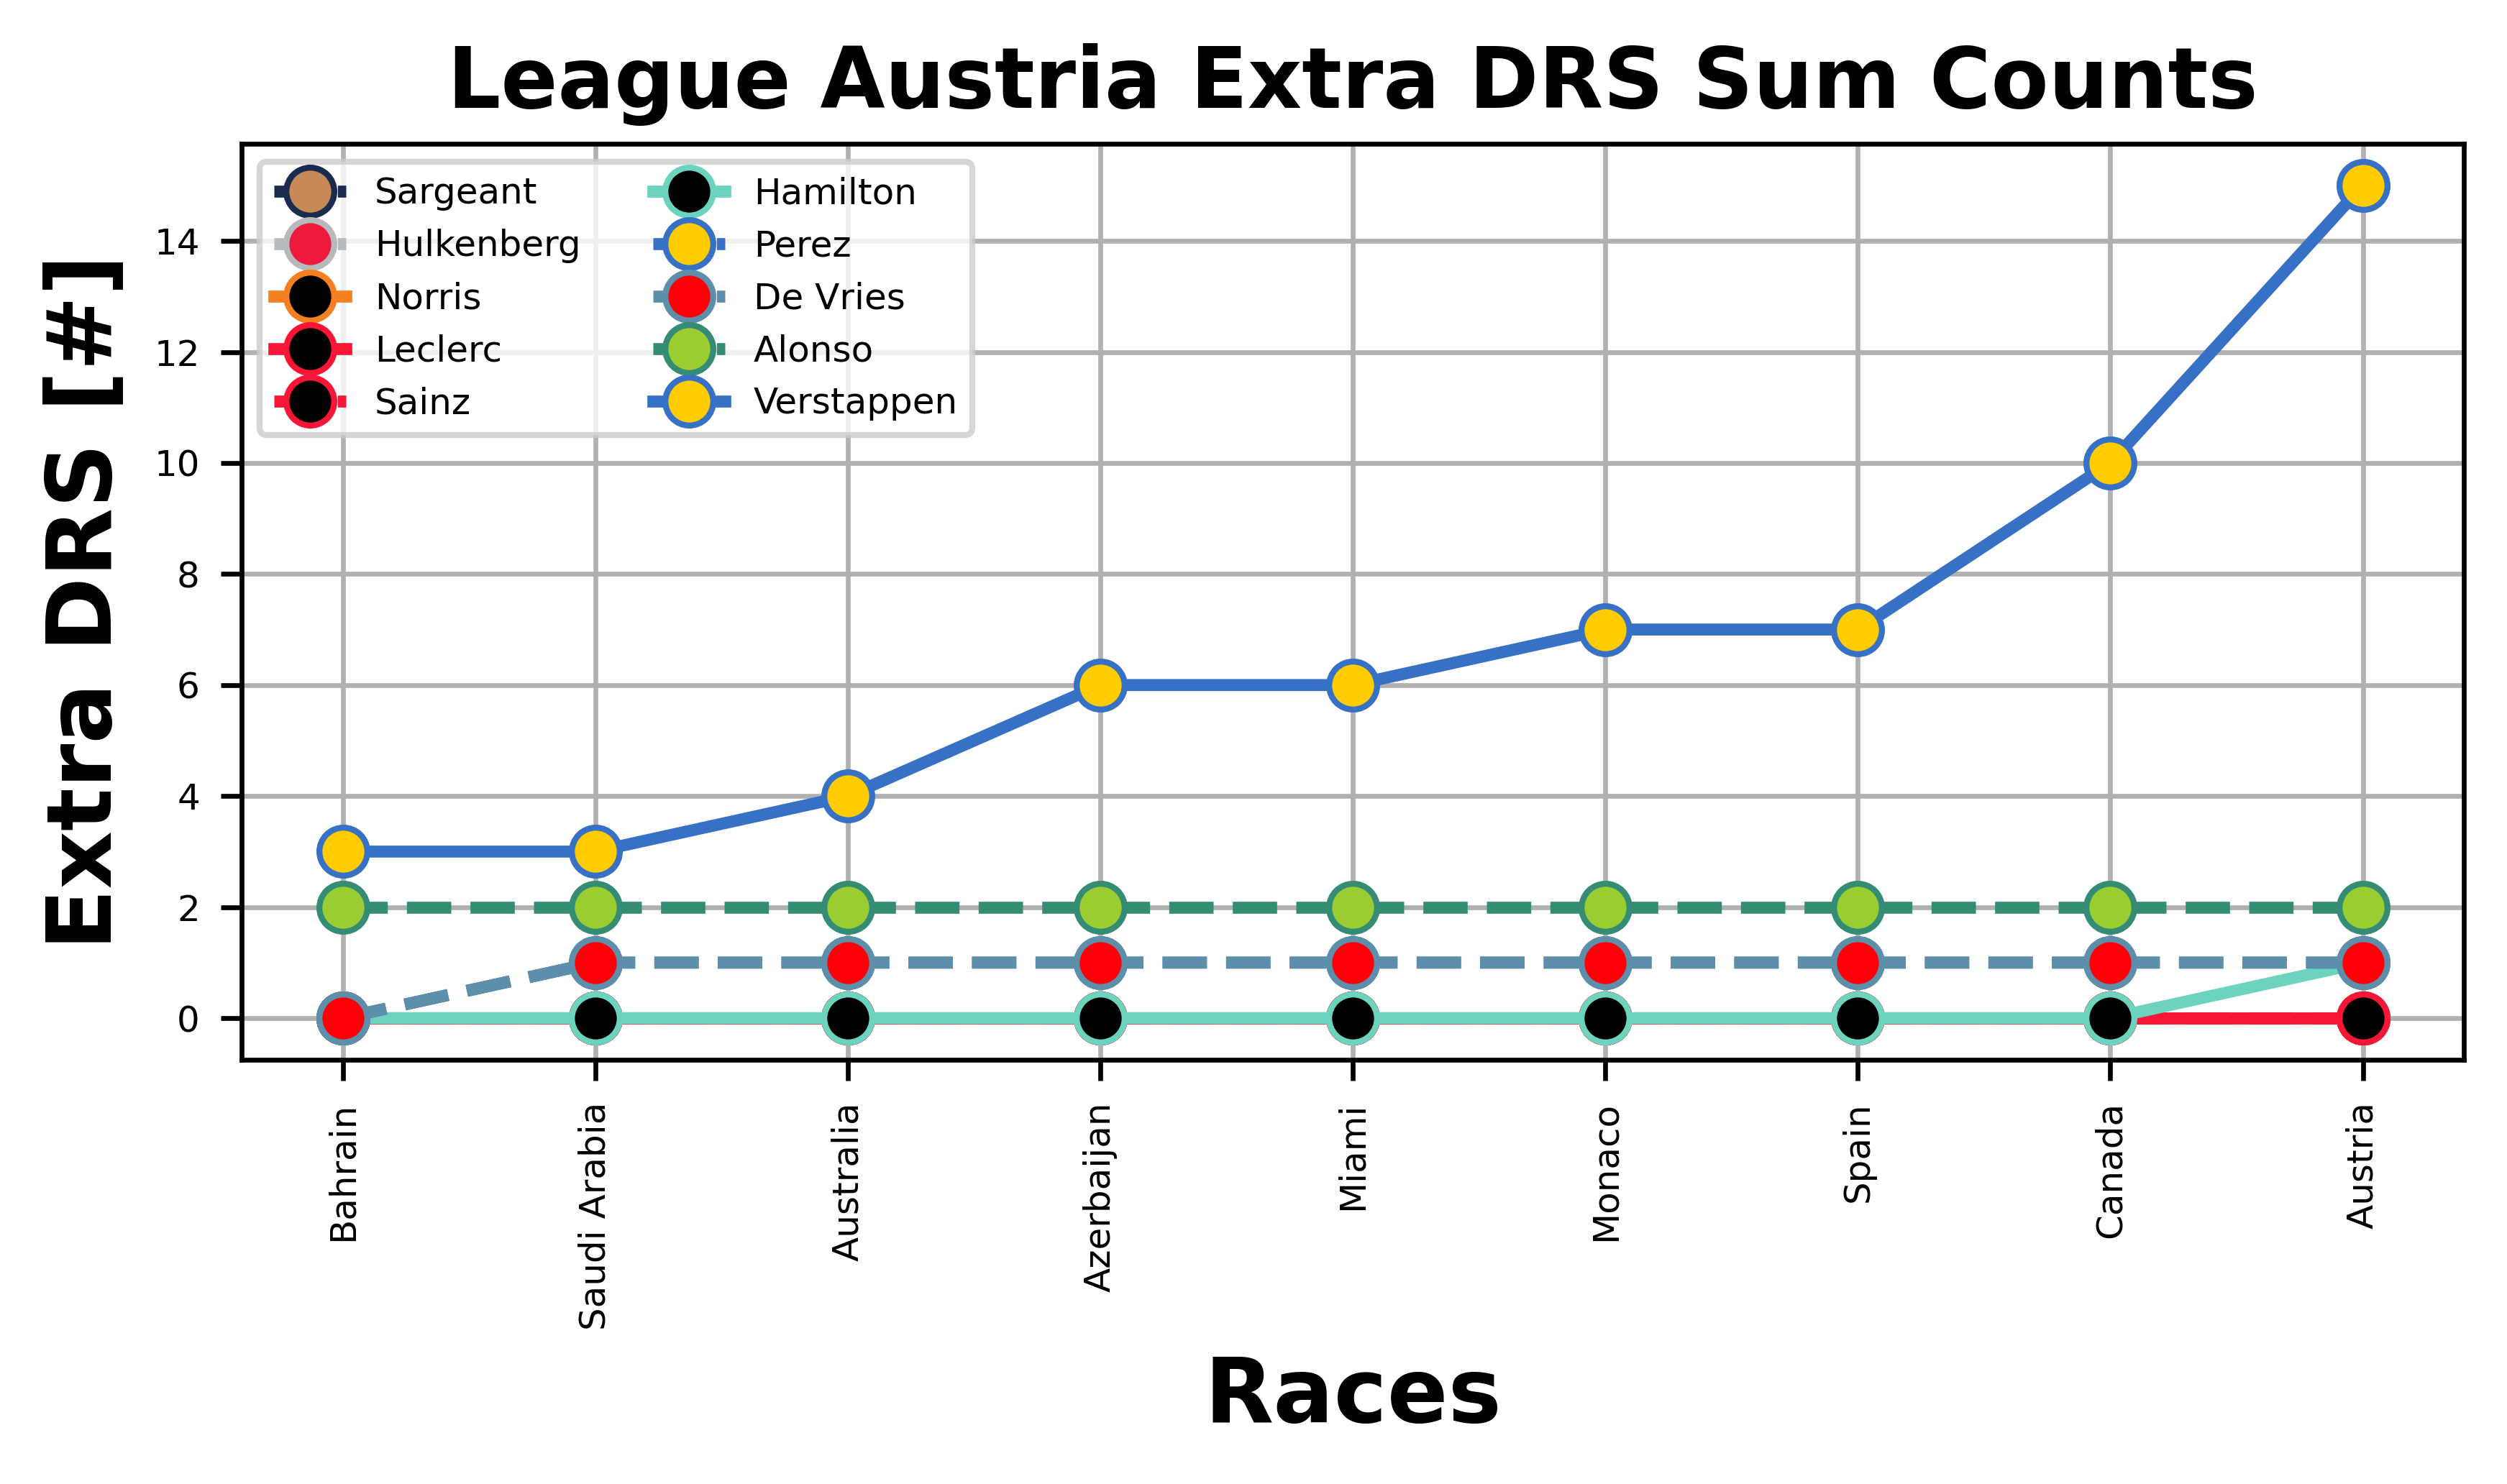 League Austria Extra DRS Sum Counts
Extra DRS [#]
14
12
10
8
6
4
2
0
Sargeant
Hulkenberg
Norris
Leclerc
Sainz
Hamilton
Perez
De Vries
Alonso
Verstappen
Bahrain
Saudi Arabia
Australia
Azerbaijan
Miami
Monaco
Spain
Canada
Austria
Races